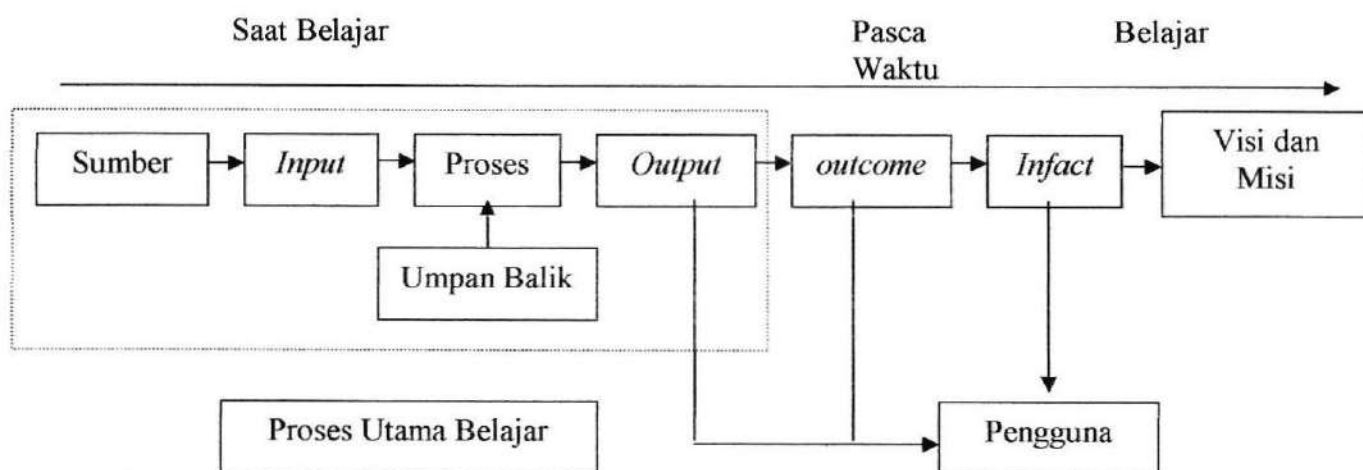 Saat Belajar
Pasca
Waktu
Belajar
Sumber
Input
Proses
Output
outcome
Infact
Visi dan
Misi
Umpan Balik
Proses Utama Belajar
Pengguna